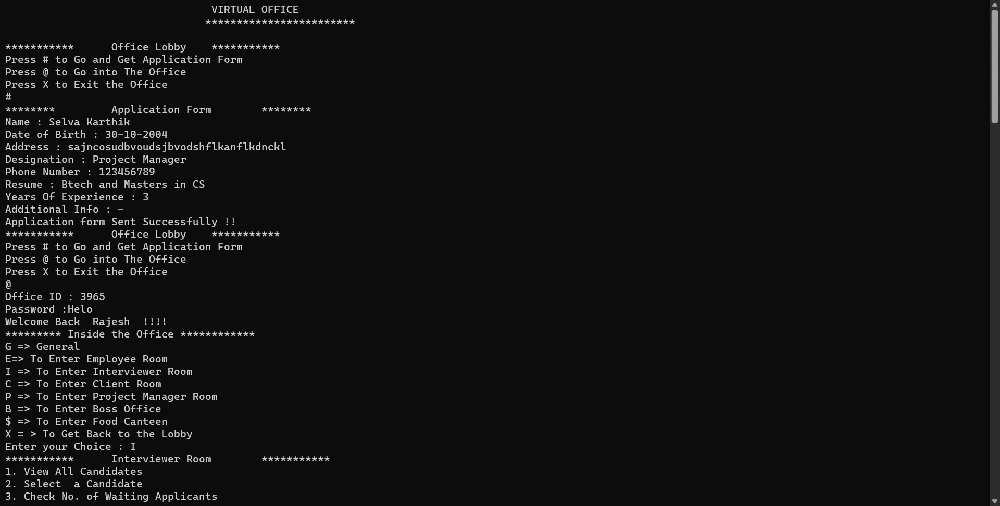 VIRTUAL OFFICE
************************
***********      Office Lobby    ***********
Press # to Go and Get Application Form
Press @ to Go into The Office
Press X to Exit the Office
#
********         Application Form        ********
Name : Selva Karthik
Date of Birth : 30-10-2004
Address : sajncosudbvoudsjbvodshflkanflkdnckl
Designation : Project Manager
Phone Number : 123456789
Resume : Btech and Masters in CS
Years Of Experience : 3
Additional Info : -
Application form Sent Successfully !!
***********      Office Lobby    ***********
Press # to Go and Get Application Form
Press @ to Go into The Office
Press X to Exit the Office
@
Office ID : 3965
Password :Helo
Welcome Back  Rajesh  !!!!
********* Inside the Office ************
G => General
E=> To Enter Employee Room
I => To Enter Interviewer Room
C => To Enter Client Room
P => To Enter Project Manager Room
B => To Enter Boss Office
$ => To Enter Food Canteen
X = > To Get Back to the Lobby
Enter your Choice : I
***********      Interviewer Room        ***********
1. View All Candidates
2. Select  a Candidate
3. Check No. of Waiting Applicants